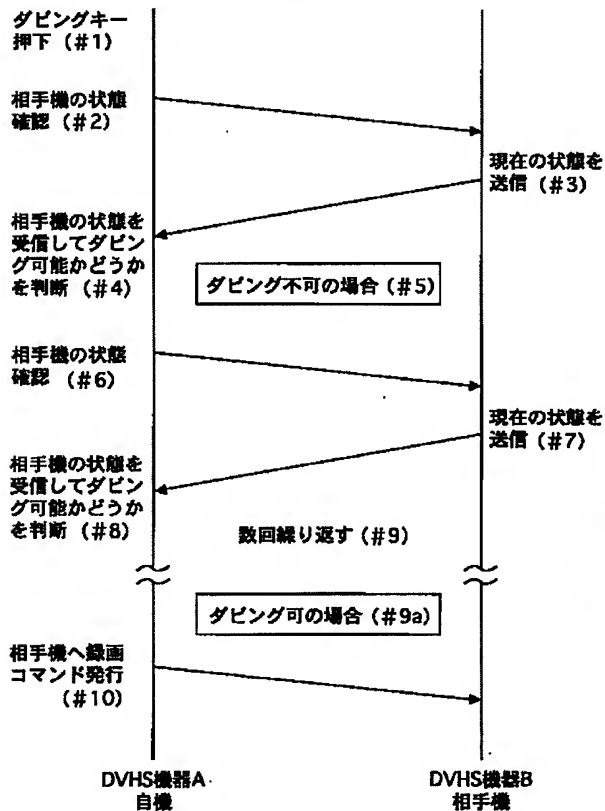 ダビングキー
押下（#1）
相手機の状態
確認（#2）
現在の状態を
送信（#3）
相手機の状態を
受信してダビン
グ可能かどうか
を判断（#4）
ダビング不可の場合（#5）
相手機の状態
確認（#6）
現在の状態を
送信（#7）
相手機の状態を
受信してダビン
グ可能かどうか
を判断（#8）
数回繰り返す（#9）
ダビング可の場合（#9a）
相手機へ録画
コマンド発行
（#10）
DVHS機器A
自機
DVHS機器B
相手機